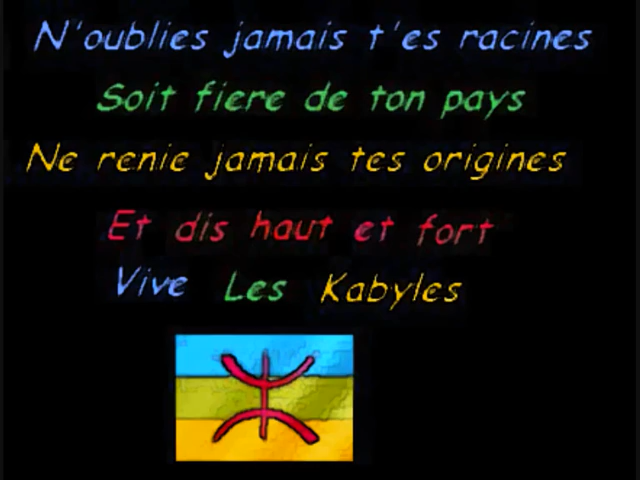 N'oublies jamais t'es racines
Soit fiere de ton pays
Ne renie jamais tes origines
Et dis haut et fort
Vive Les Kabyles